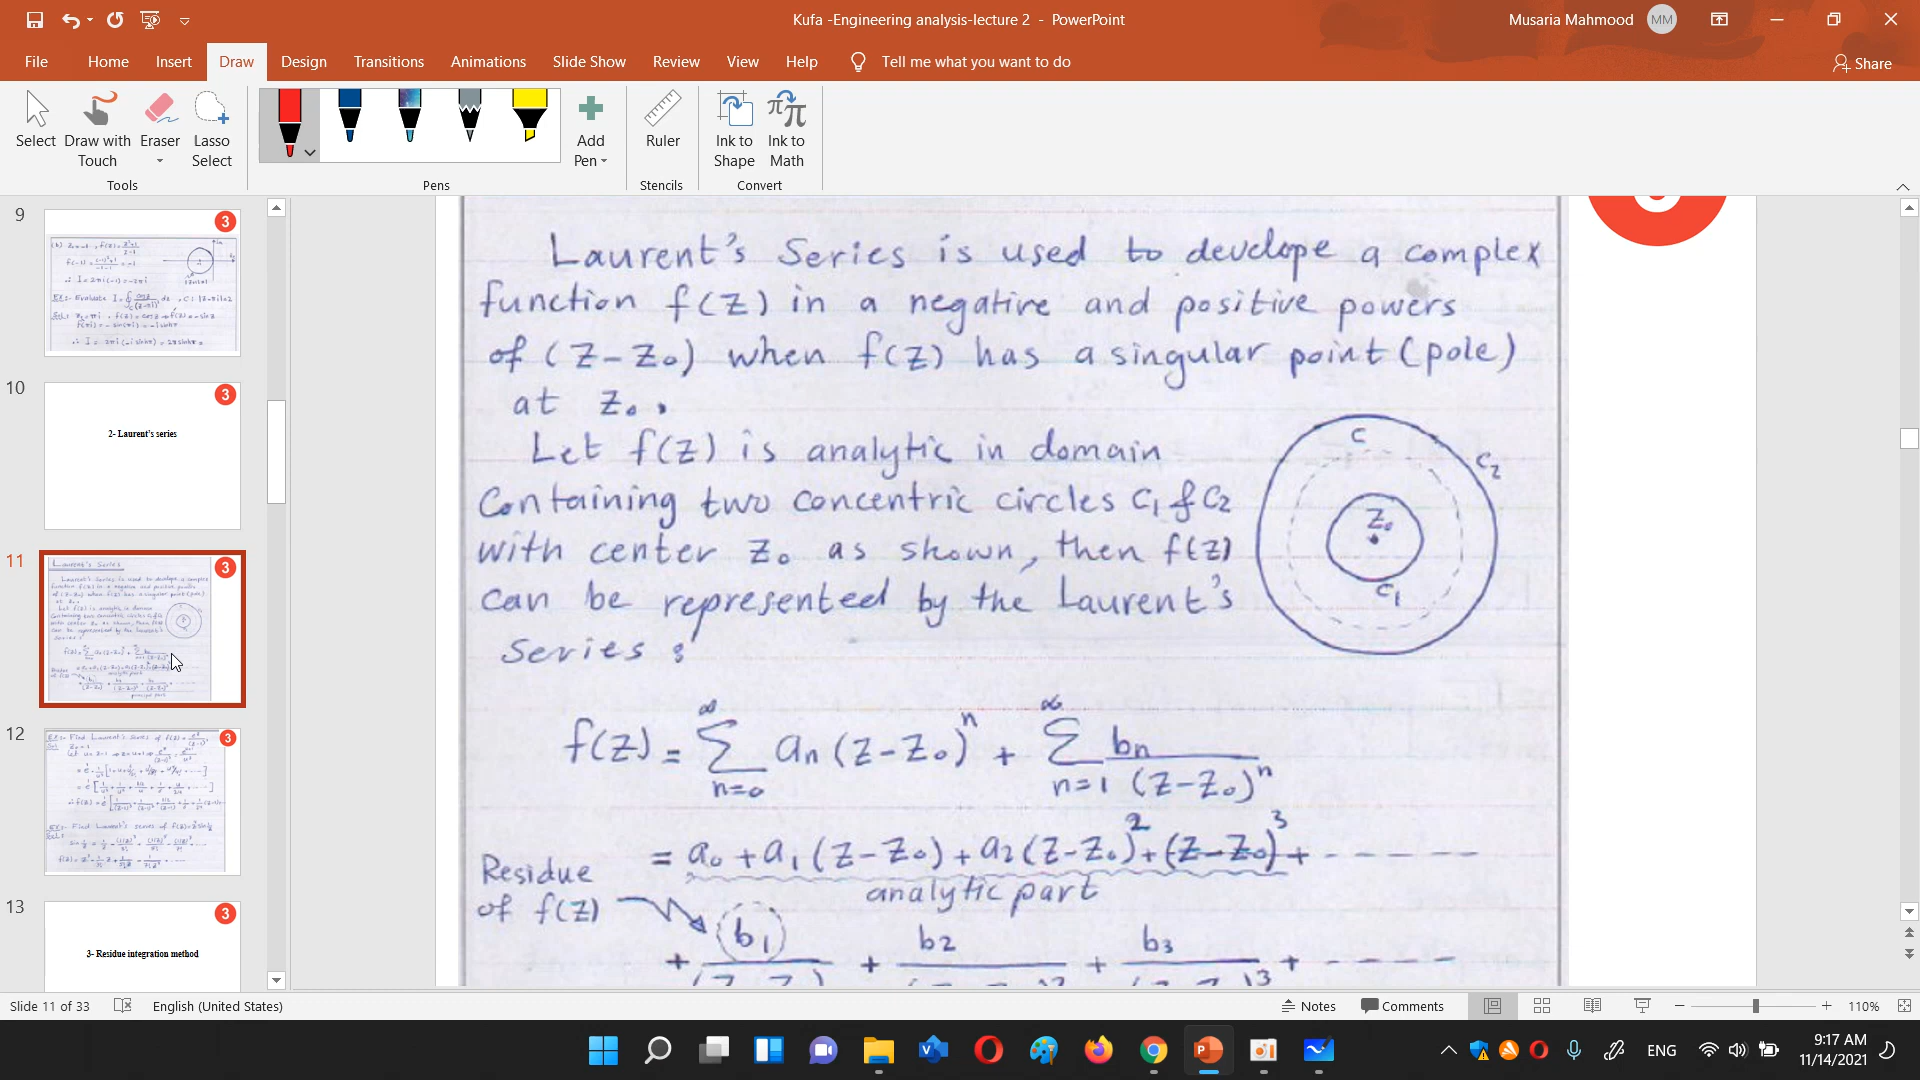 Kufa -Engineering analysis-lecture 2 - PowerPoint
Musaria Mahmood
MM
File Home Insert Draw Design Transitions Animations Slide Show Review View Help Tell me what you want to do
Share
Select
Draw with Touch
Eraser
Lasso Select
Add Pen
Ruler
Ink to Shape
Ink to Math
Tools
Pens
Stencils
Convert
9
3
10
3
2- Laurent's series
11
3
12
3
13
3
3- Residue integration method
Laurent's Series is used to develope a complex
function f(Z) in a negative and positive powers
of (Z-Z₀) when f(Z) has a singular point (pole)
at Z₀.
Let f(Z) is analytic in domain
Containing two concentric circles C₁ & C₂
with center Z₀ as shown, then f(Z)
can be represented by the Laurent's
Series :
C
C₂
Z₀
C₁
f(Z) = ∞ Σ n=0 aₙ (Z-Z₀)ⁿ + ∞ Σ n=1 bₙ / (Z-Z₀)ⁿ
= a₀ + a₁ (Z-Z₀) + a₂ (Z-Z₀)² + (Z-Z₀)³ + ------
analytic part
Residue
of f(Z)
+ b₁ + b₂ + b₃ + -----
Slide 11 of 33
English (United States)
Notes
Comments
110%
ENG
9:17 AM
11/14/2021